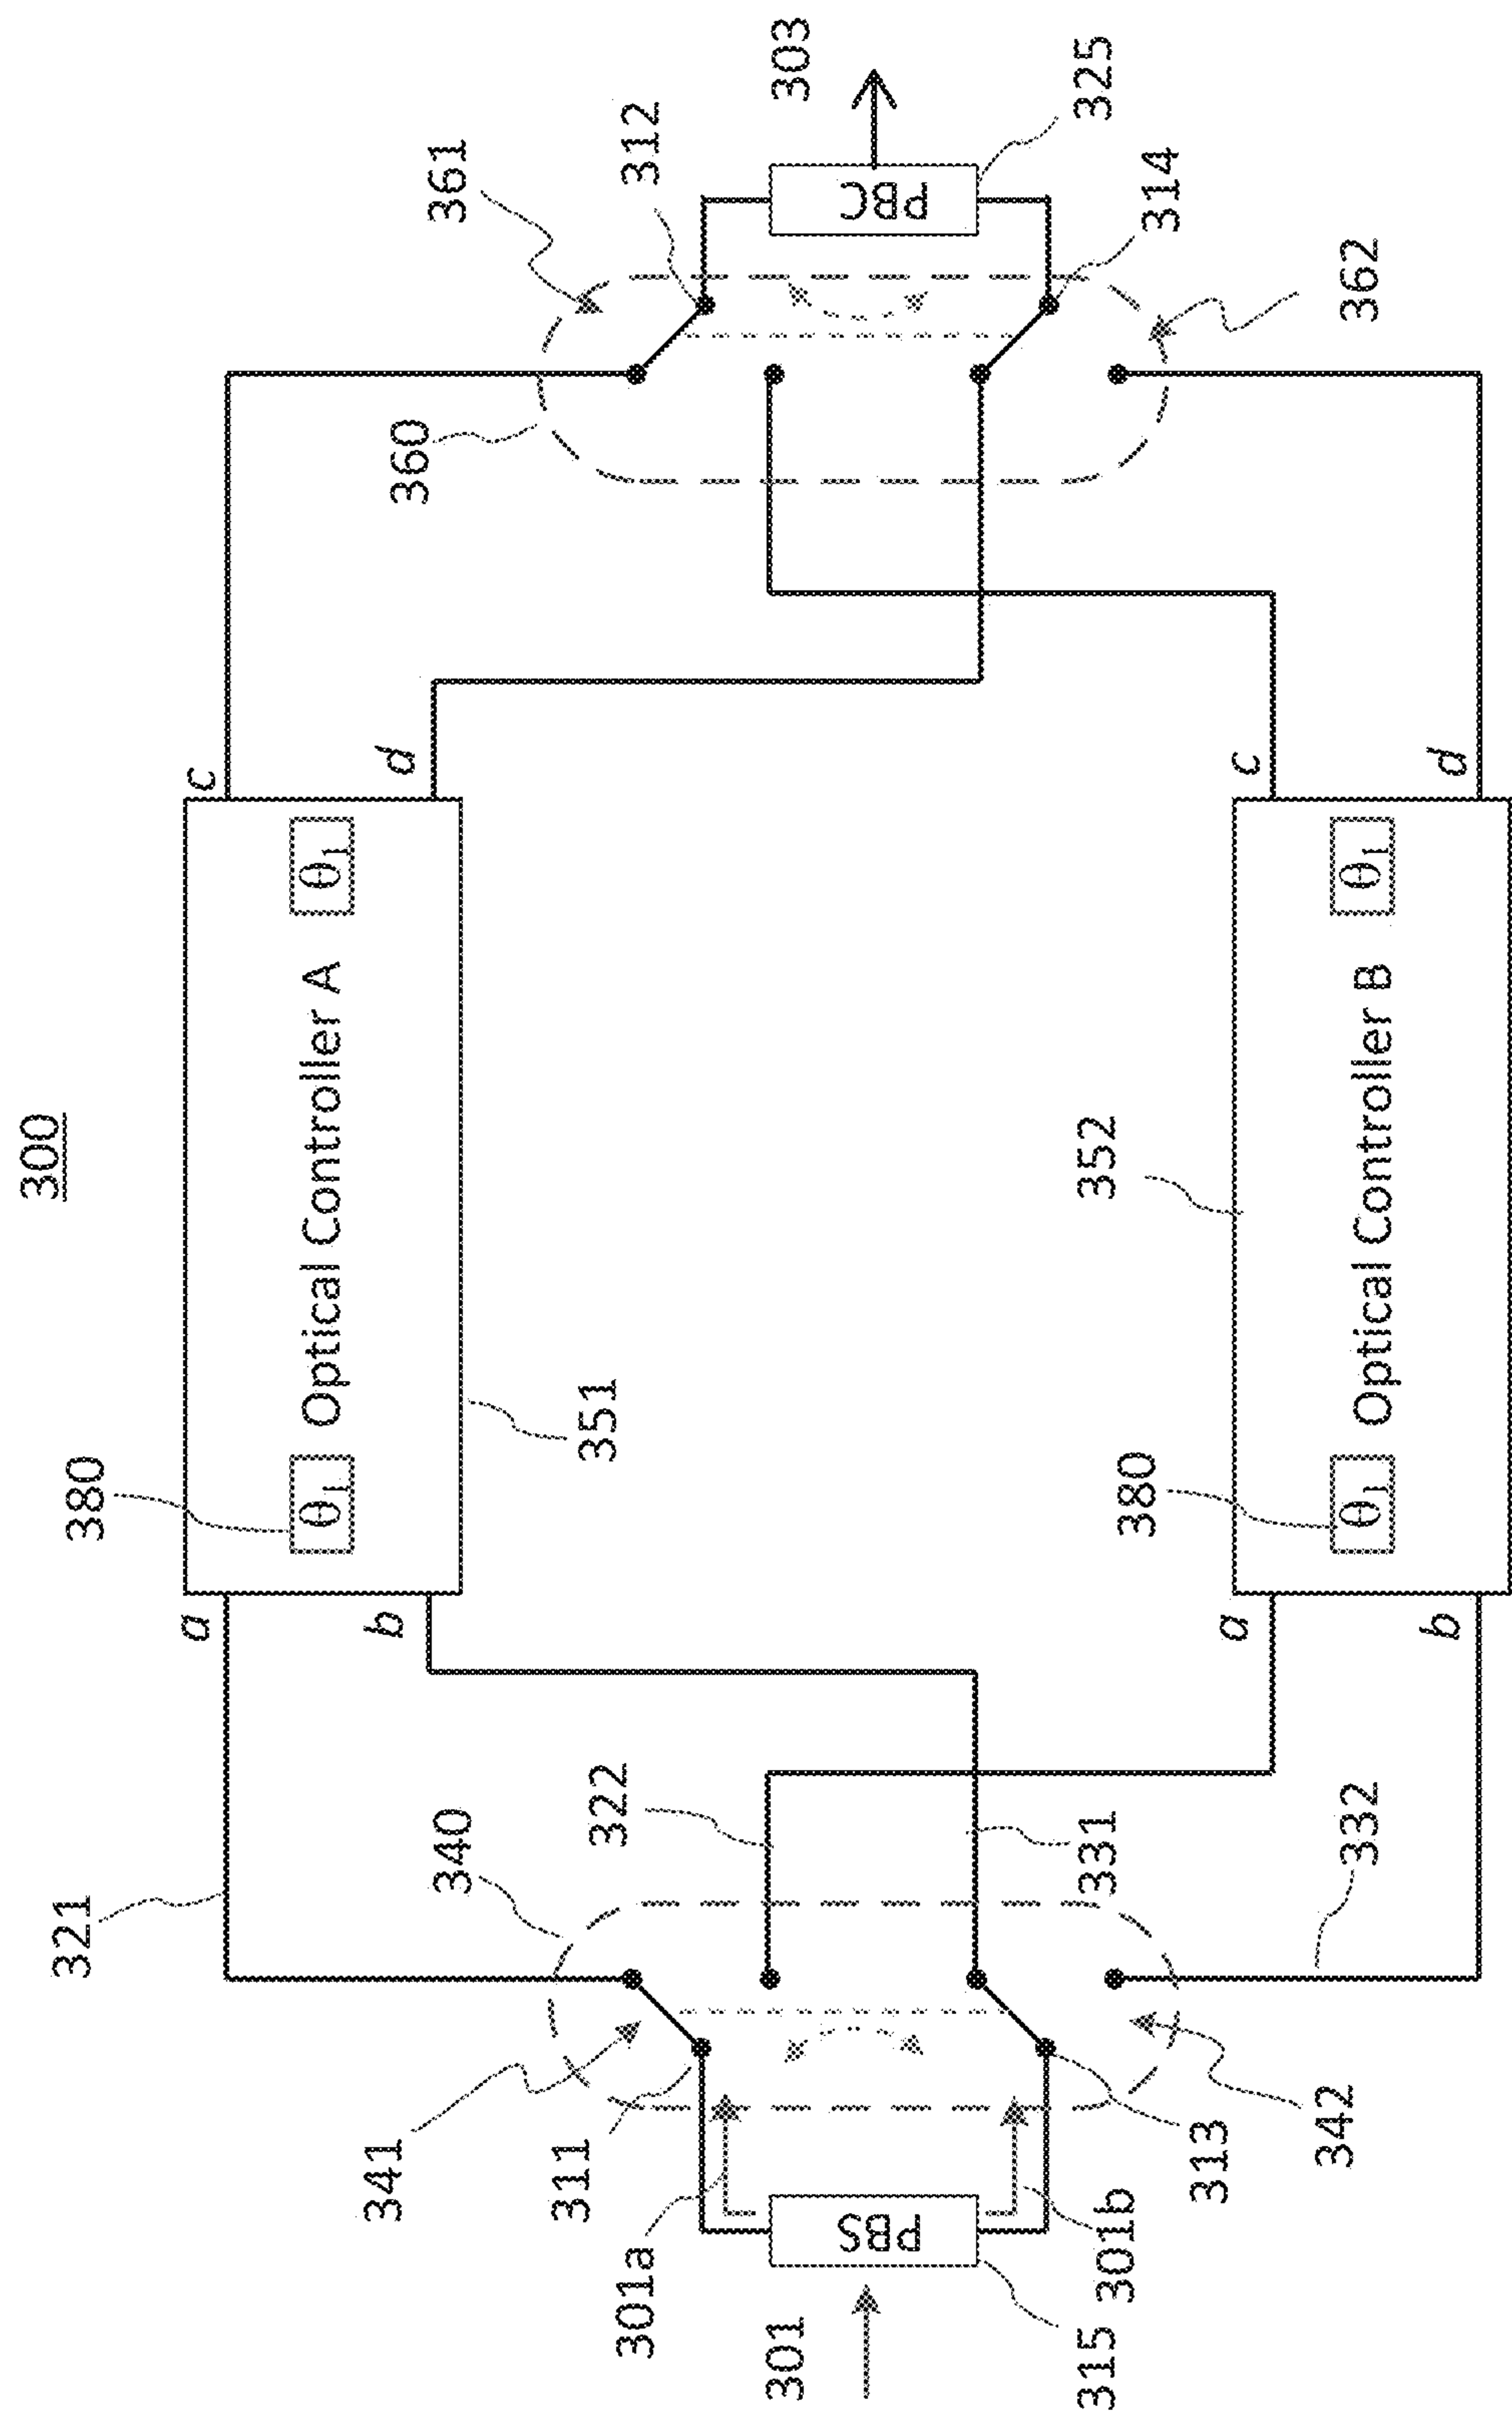 300
380
θ₁ Optical Controller A θ₁
a
b
c
d
321
351
360
361
312
303
340
341
311
322
301a
PBS
301
315
301b
331
313
342
332
PBC
325
314
362
352
380
θ₁ Optical Controller B θ₁
a
b
c
d